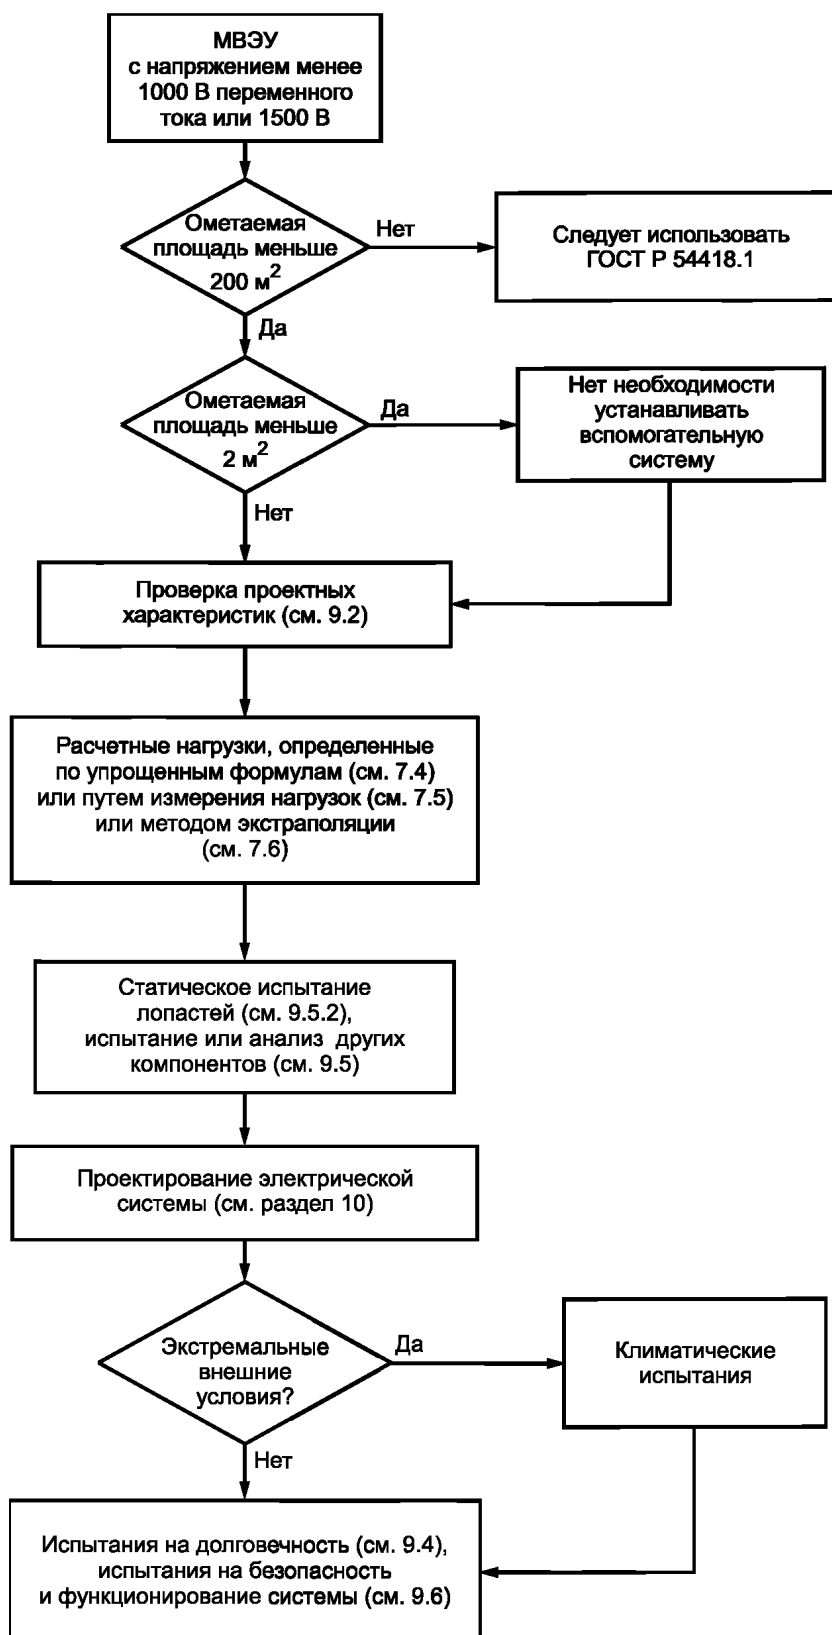 МВЭУ
с напряжением менее
1000 В переменного
тока или 1500 В
Ометаемая
площадь меньше
200 м²
Нет
Следует использовать
ГОСТ Р 54418.1
Да
Ометаемая
площадь меньше
2 м²
Да
Нет необходимости
устанавливать
вспомогательную
систему
Нет
Проверка проектных
характеристик (см. 9.2)
Расчетные нагрузки, определенные
по упрощенным формулам (см. 7.4)
или путем измерения нагрузок (см. 7.5)
или методом экстраполяции
(см. 7.6)
Статическое испытание
лопастей (см. 9.5.2),
испытание или анализ других
компонентов (см. 9.5)
Проектирование электрической
системы (см. раздел 10)
Экстремальные
внешние
условия?
Да
Климатические
испытания
Нет
Испытания на долговечность (см. 9.4),
испытания на безопасность
и функционирование системы (см. 9.6)